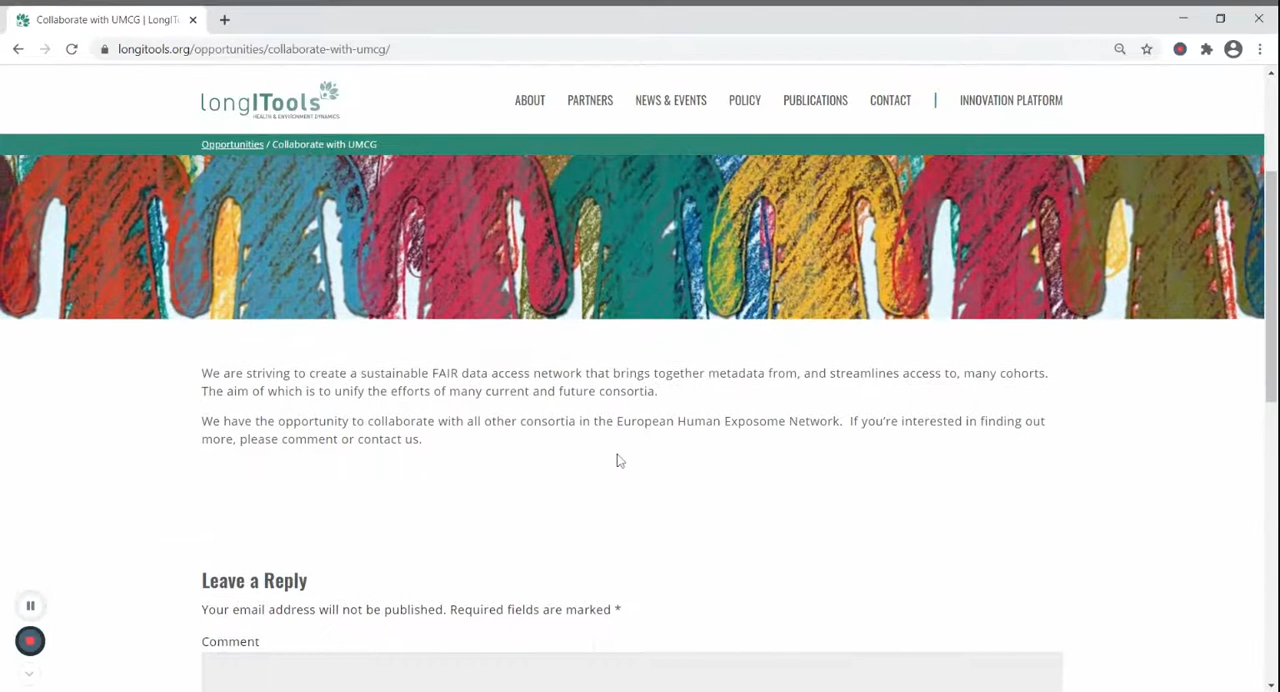 Collaborate with UMCG | LongIT
longitools.org/opportunities/collaborate-with-umcg/
longITools
HEALTH & ENVIRONMENT DYNAMICS
ABOUT PARTNERS NEWS & EVENTS POLICY PUBLICATIONS CONTACT | INNOVATION PLATFORM
Opportunities / Collaborate with UMCG
We are striving to create a sustainable FAIR data access network that brings together metadata from, and streamlines access to, many cohorts.
The aim of which is to unify the efforts of many current and future consortia.
We have the opportunity to collaborate with all other consortia in the European Human Exposome Network. If you're interested in finding out
more, please comment or contact us.
Leave a Reply
Your email address will not be published. Required fields are marked *
Comment